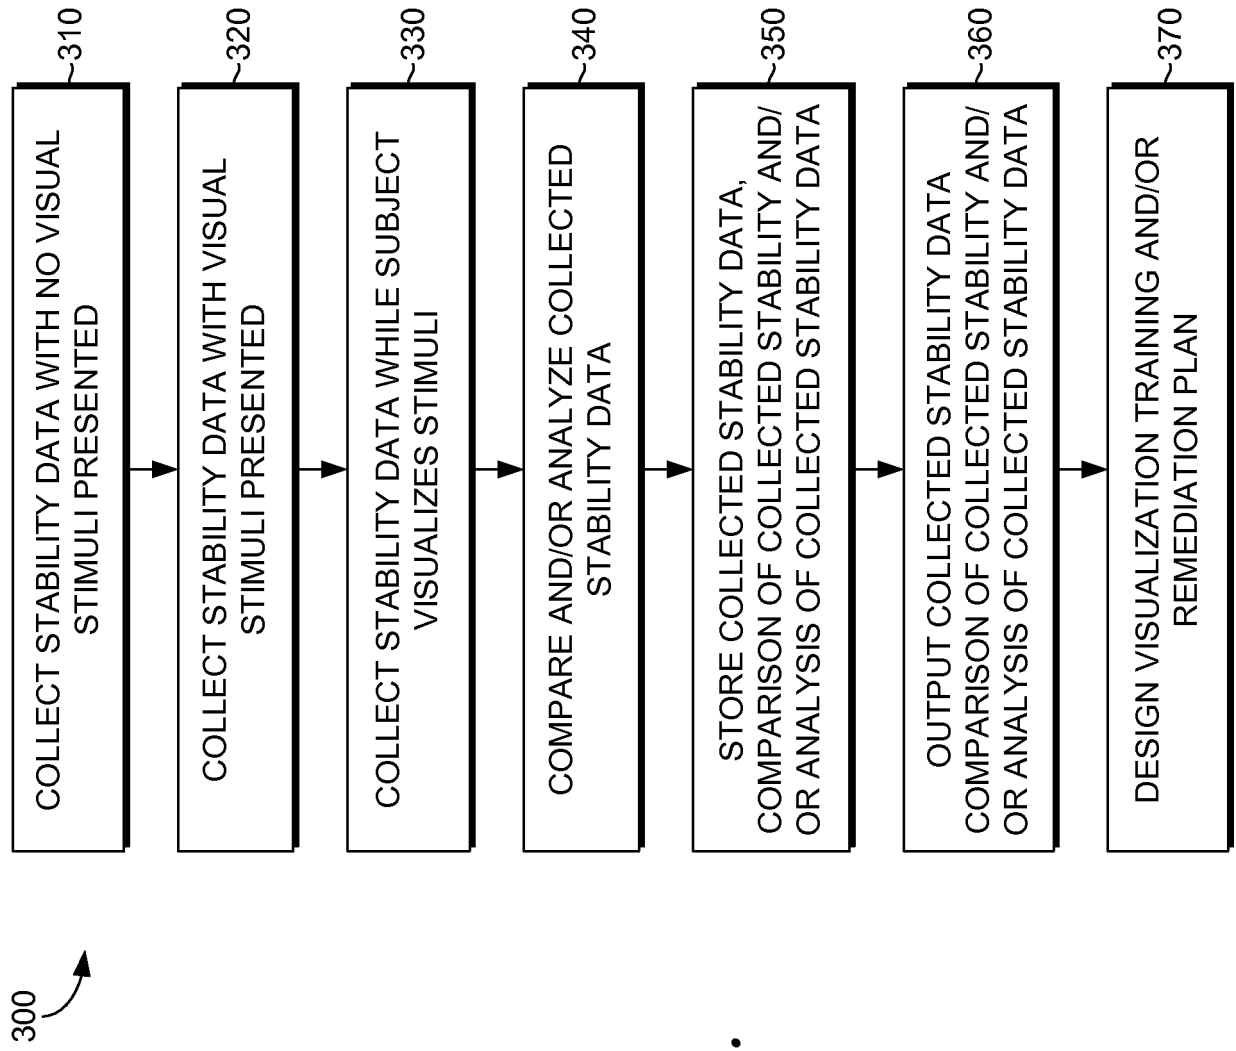 300
COLLECT STABILITY DATA WITH NO VISUAL
STIMULI PRESENTED
310
COLLECT STABILITY DATA WITH VISUAL
STIMULI PRESENTED
320
COLLECT STABILITY DATA WHILE SUBJECT
VISUALIZES STIMULI
330
COMPARE AND/OR ANALYZE COLLECTED
STABILITY DATA
340
STORE COLLECTED STABILITY DATA,
COMPARISON OF COLLECTED STABILITY AND/
OR ANALYSIS OF COLLECTED STABILITY DATA
350
OUTPUT COLLECTED STABILITY DATA
COMPARISON OF COLLECTED STABILITY AND/
OR ANALYSIS OF COLLECTED STABILITY DATA
360
DESIGN VISUALIZATION TRAINING AND/OR
REMEDIATION PLAN
370